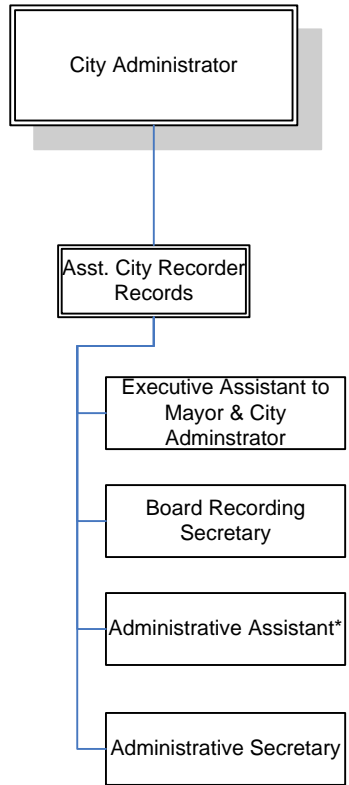 City Administrator
Asst. City Recorder
Records
Executive Assistant to
Mayor & City
Adminstrator
Board Recording
Secretary
Administrative Assistant*
Administrative Secretary